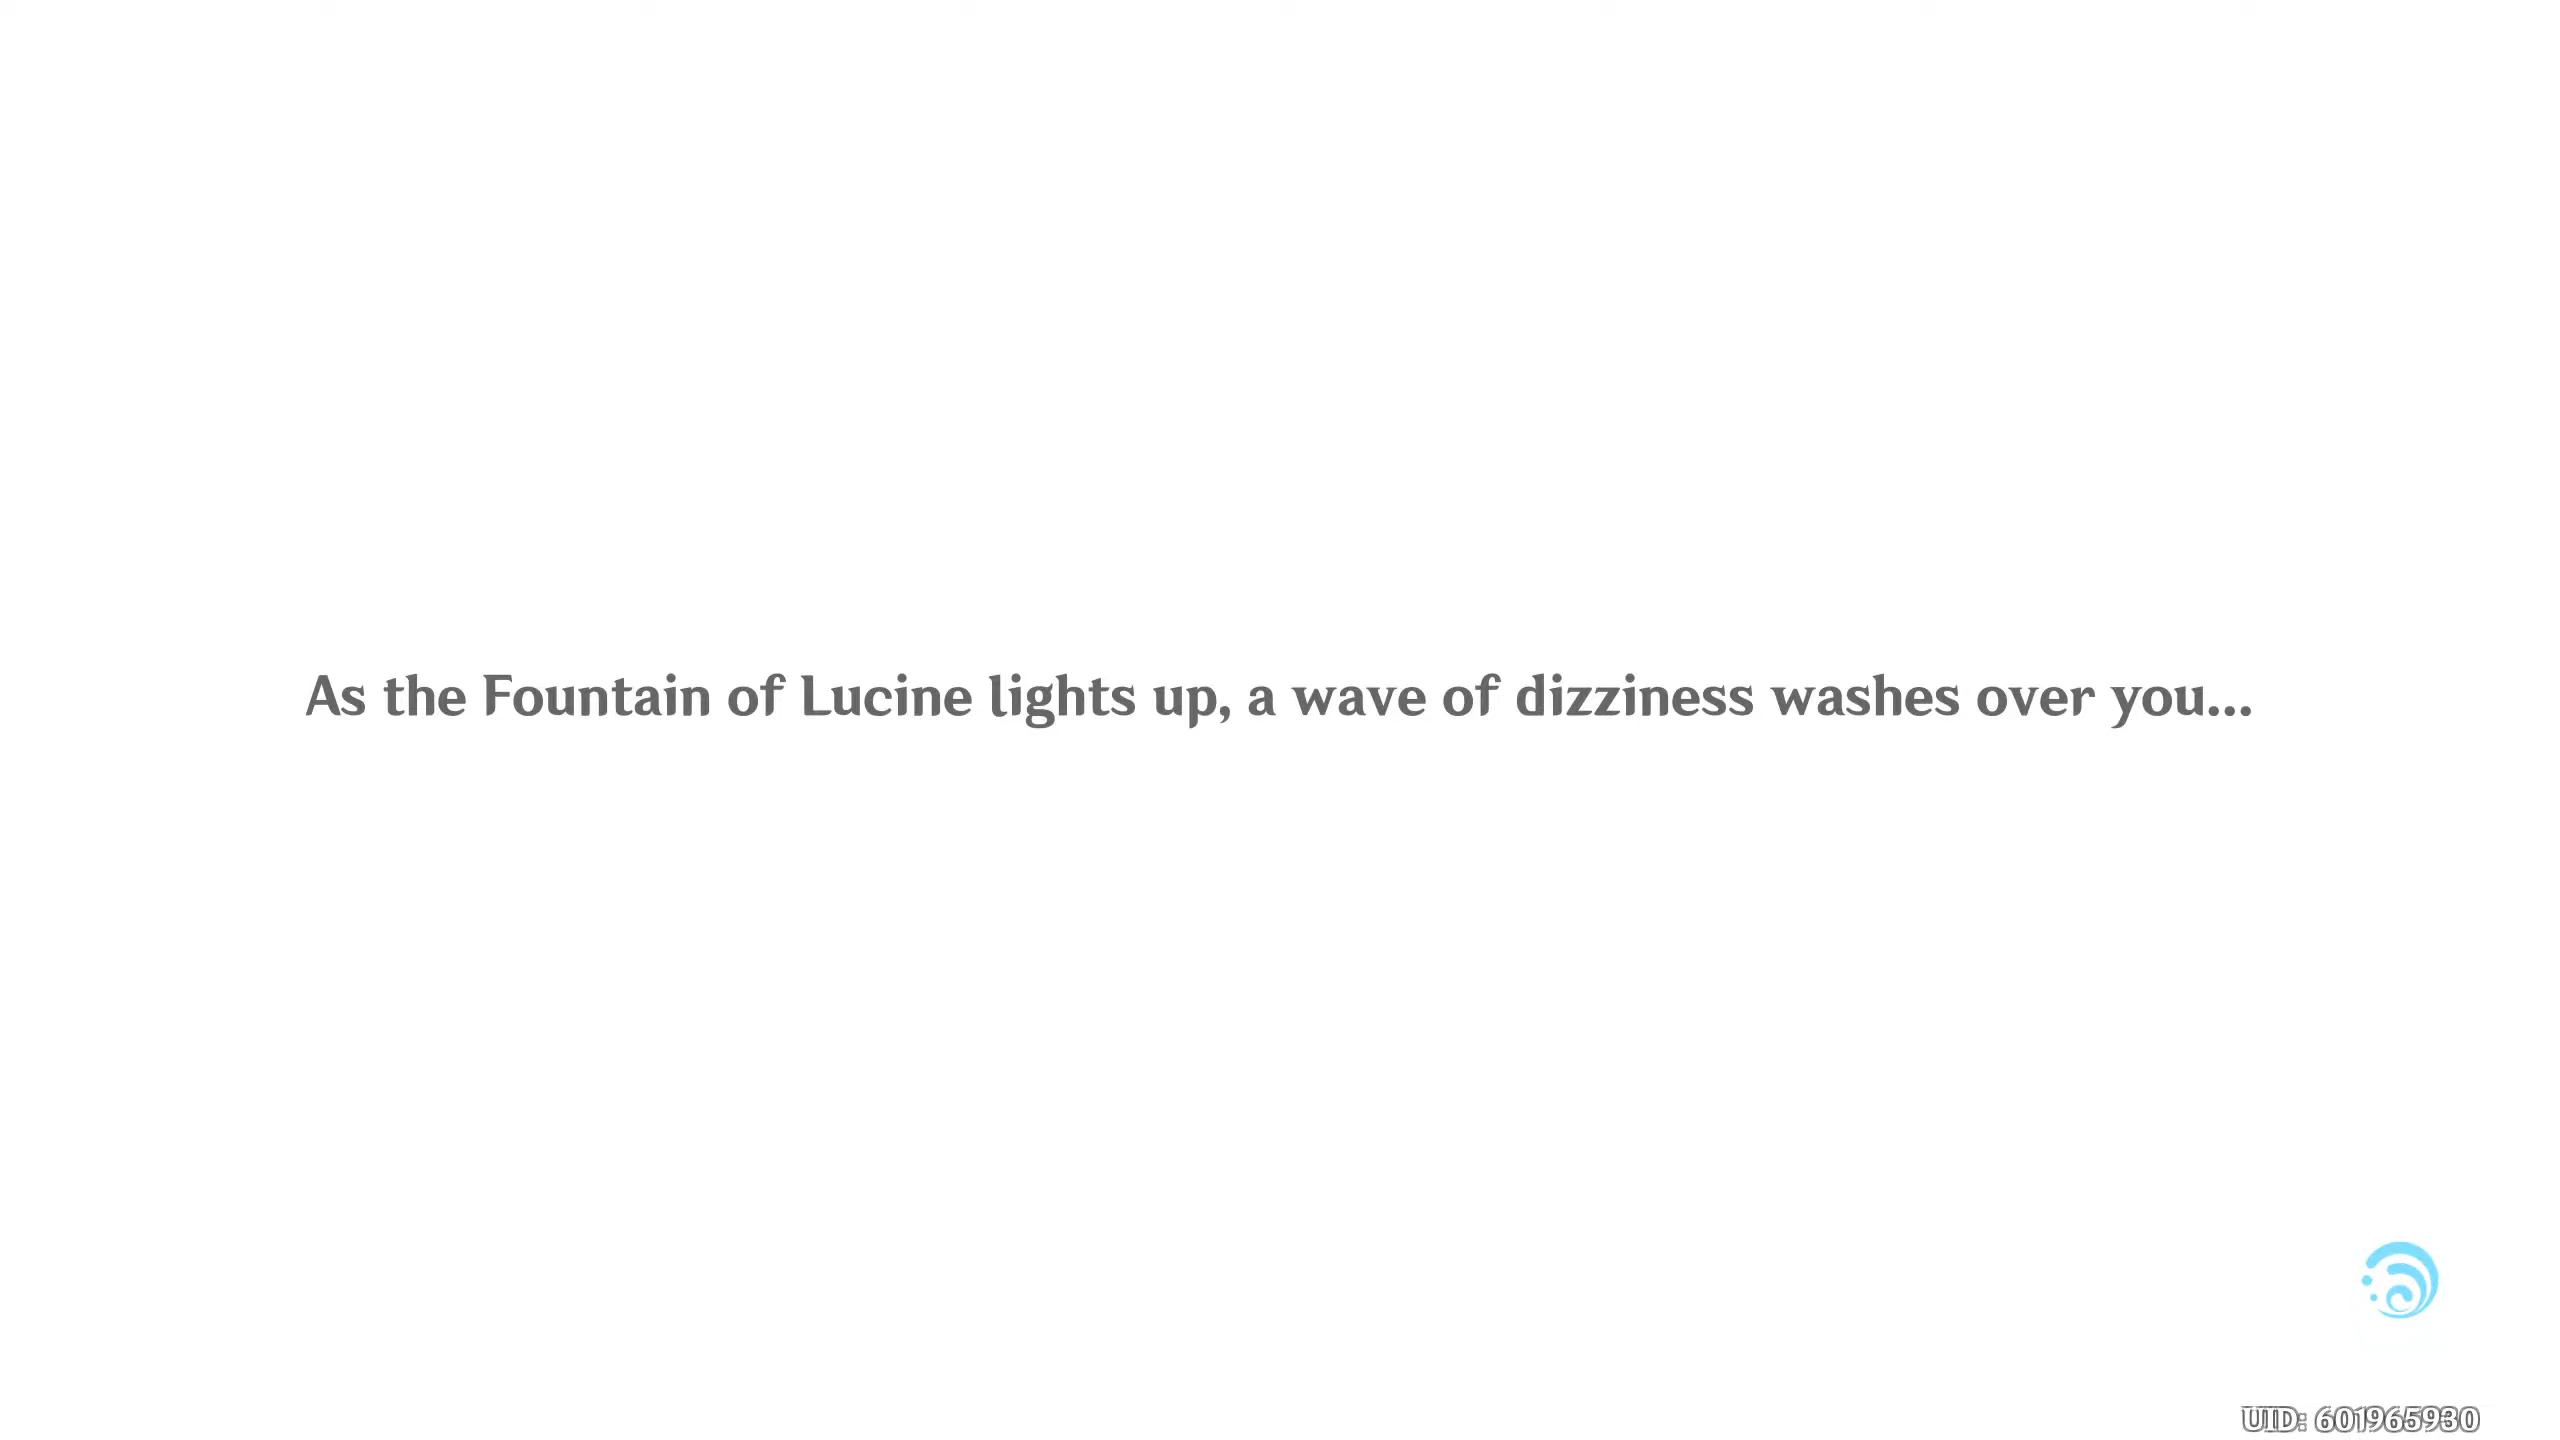 As the Fountain of Lucine lights up, a wave of dizziness washes over you...
UID: 601965930